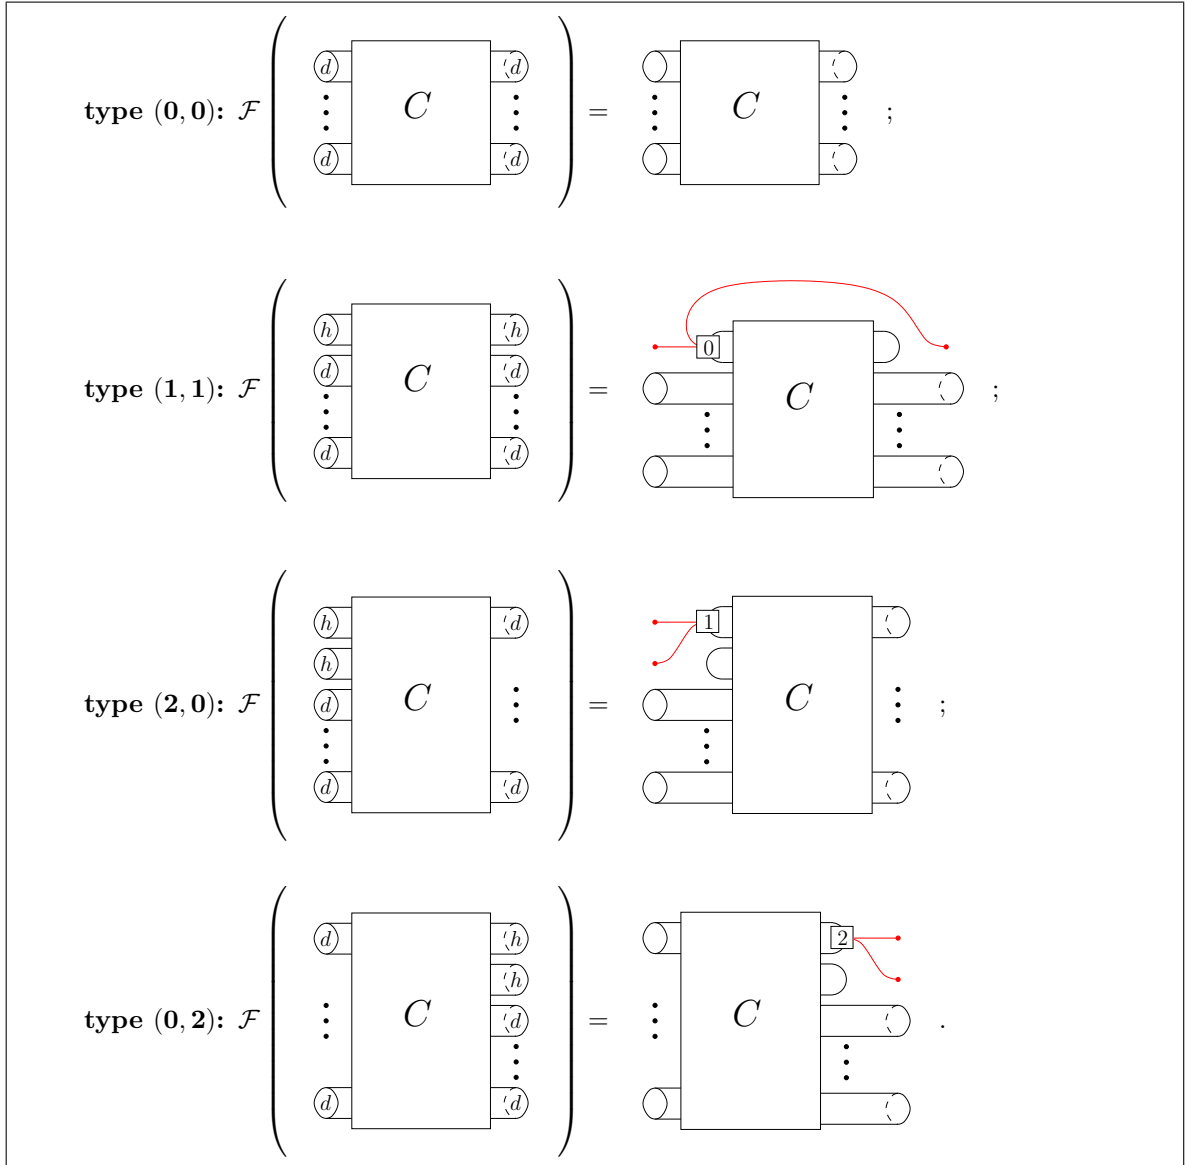 d d
type (0, 0): F ( C ) = C ;
d d
h h 0
d d
type (1, 1): F ( C ) = C ;
d d
h d 1
h
type (2, 0): F ( d C ) = C ;
d d
d h 2
h
type (0, 2): F ( C d ) = C .
d d